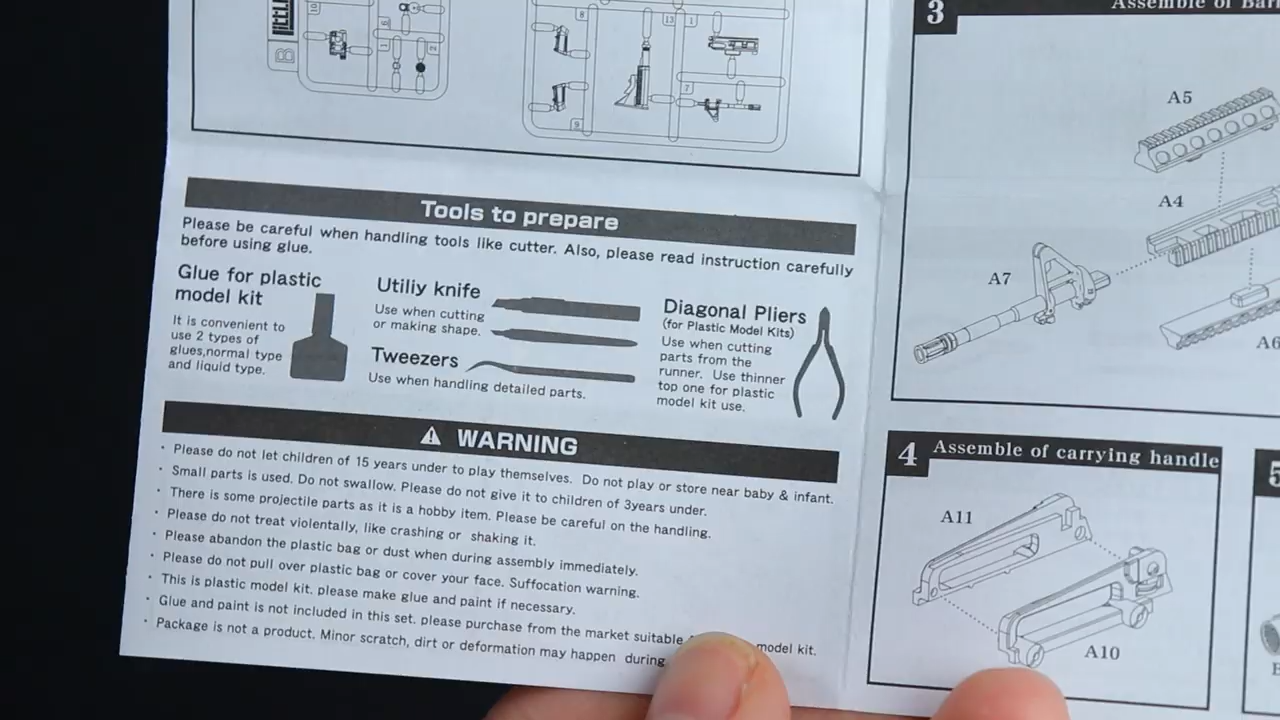 10
9
1
2
B
8
13
1
7
9
Tools to prepare
Please be careful when handling tools like cutter. Also, please read instruction carefully
before using glue.
Glue for plastic
model kit
It is convenient to
use 2 types of
glues,normal type
and liquid type.
Utiliy knife
Use when cutting
or making shape.
Tweezers
Use when handling detailed parts.
Diagonal Pliers
(for Plastic Model Kits)
Use when cutting
parts from the
runner. Use thinner
top one for plastic
model kit use.
WARNING
· Please do not let children of 15 years under to play themselves. Do not play or store near baby & infant.
· Small parts is used. Do not swallow. Please do not give it to children of 3years under.
· There is some projectile parts as it is a hobby item. Please be careful on the handling.
· Please do not treat violentally, like crashing or shaking it.
· Please abandon the plastic bag or dust when during assembly immediately.
· Please do not pull over plastic bag or cover your face. Suffocation warning.
· This is plastic model kit. please make glue and paint if necessary.
· Glue and paint is not included in this set. please purchase from the market suitable model kit.
· Package is not a product. Minor scratch, dirt or deformation may happen during
3
Assemble of Bar
A5
A4
A7
A6
4 Assemble of carrying handle
A11
A10
5